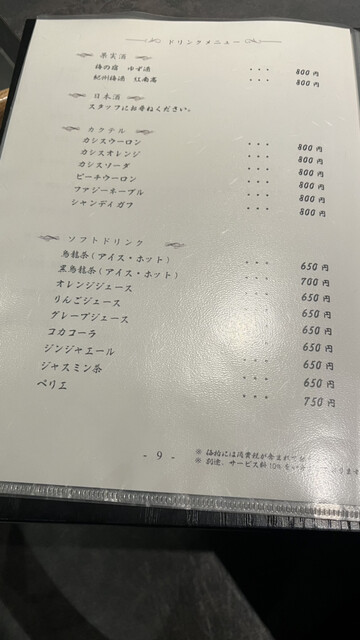 ドリンクメニュー
果実酒
梅の宿 ゆず酒 ・・・ 800円
紀州梅酒 紅南高 ・・・ 800円
日本酒
スタッフにお尋ねください。
カクテル
カシスウーロン ・・・ 800円
カシスオレンジ ・・・ 800円
カシスソーダ ・・・ 800円
ピーチウーロン ・・・ 800円
ファジーネーブル ・・・ 800円
シャンディガフ ・・・ 800円
ソフトドリンク
烏龍茶(アイス・ホット) ・・・ 650円
黒烏龍茶(アイス・ホット) ・・・ 700円
オレンジジュース ・・・ 650円
りんごジュース ・・・ 650円
グレープジュース ・・・ 650円
コカコーラ ・・・ 650円
ジンジャエール ・・・ 650円
ジャスミン茶 ・・・ 650円
ペリエ ・・・ 750円
- 9 -
※ 価格には消費税が含まれて
※ 別途、サービス料10%を